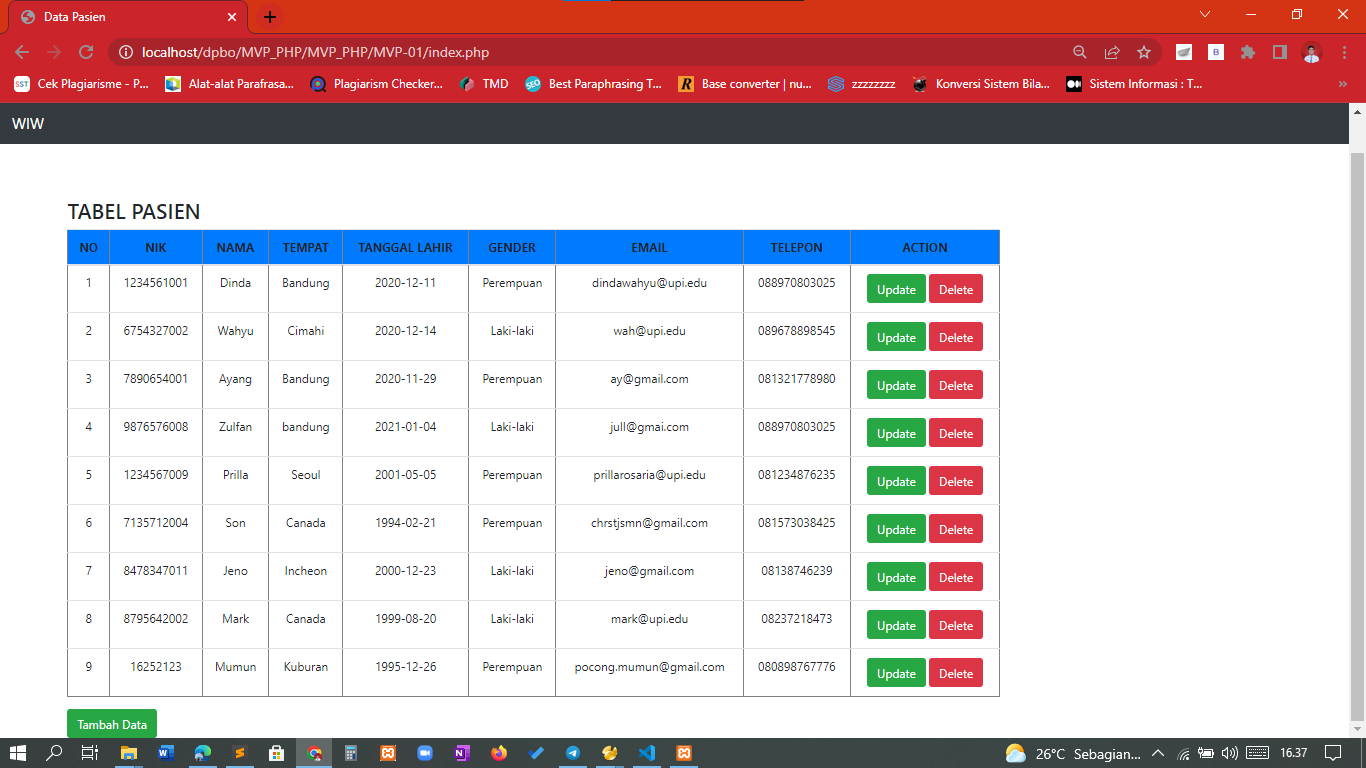 Data Pasien
localhost/dpbo/MVP_PHP/MVP_PHP/MVP-01/index.php
B
SST Cek Plagiarisme - P... Alat-alat Parafrasa... Plagiarism Checker... TMD SEO Best Paraphrasing T... R Base converter | nu... zzzzzzzz Konversi Sistem Bila... Sistem Informasi : T... »
WIW
TABEL PASIEN
NO NIK NAMA TEMPAT TANGGAL LAHIR GENDER EMAIL TELEPON ACTION
1 1234561001 Dinda Bandung 2020-12-11 Perempuan dindawahyu@upi.edu 088970803025 Update Delete
2 6754327002 Wahyu Cimahi 2020-12-14 Laki-laki wah@upi.edu 089678898545 Update Delete
3 7890654001 Ayang Bandung 2020-11-29 Perempuan ay@gmail.com 081321778980 Update Delete
4 9876576008 Zulfan bandung 2021-01-04 Laki-laki jull@gmai.com 088970803025 Update Delete
5 1234567009 Prilla Seoul 2001-05-05 Perempuan prillarosaria@upi.edu 081234876235 Update Delete
6 7135712004 Son Canada 1994-02-21 Perempuan chrstjsmn@gmail.com 081573038425 Update Delete
7 8478347011 Jeno Incheon 2000-12-23 Laki-laki jeno@gmail.com 08138746239 Update Delete
8 8795642002 Mark Canada 1999-08-20 Laki-laki mark@upi.edu 08237218473 Update Delete
9 16252123 Mumun Kuburan 1995-12-26 Perempuan pocong.mumun@gmail.com 080898767776 Update Delete
Tambah Data
26°C Sebagian... 16.37